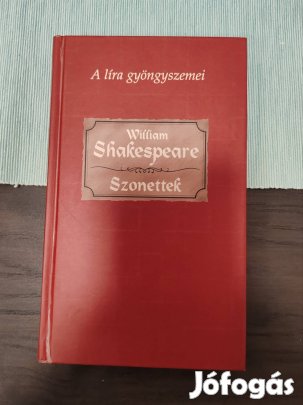 A líra gyöngyszemei
William
Shakespeare
Szonettek
Jófogás